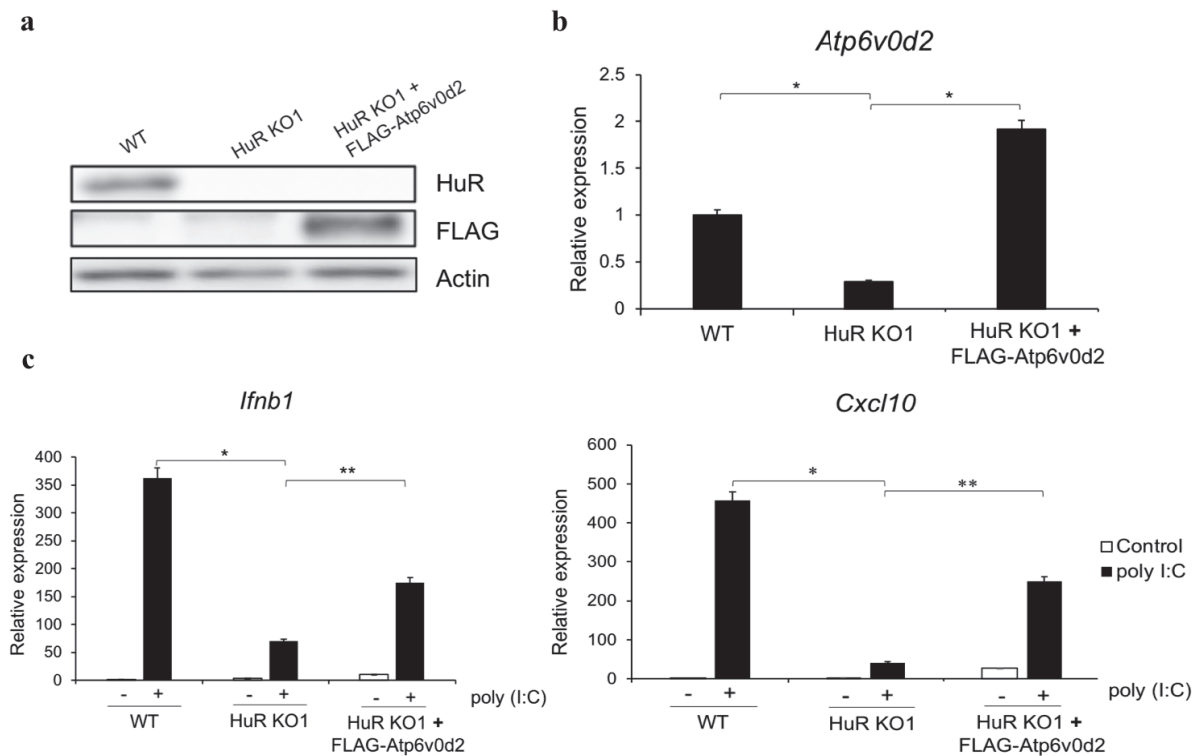 a
WT
HuR KO1
HuR KO1 +
FLAG-Atp6v0d2
HuR
FLAG
Actin
b
Atp6v0d2
Relative expression
2.5
2
1.5
1
0.5
0
*
*
WT
HuR KO1
HuR KO1 +
FLAG-Atp6v0d2
c
Ifnb1
Relative expression
400
350
300
250
200
150
100
50
0
*
**
- + - + - + poly (I:C)
WT
HuR KO1
HuR KO1 +
FLAG-Atp6v0d2
Cxcl10
Relative expression
600
500
400
300
200
100
0
*
**
Control
poly I:C
- + - + - + poly (I:C)
WT
HuR KO1
HuR KO1 +
FLAG-Atp6v0d2